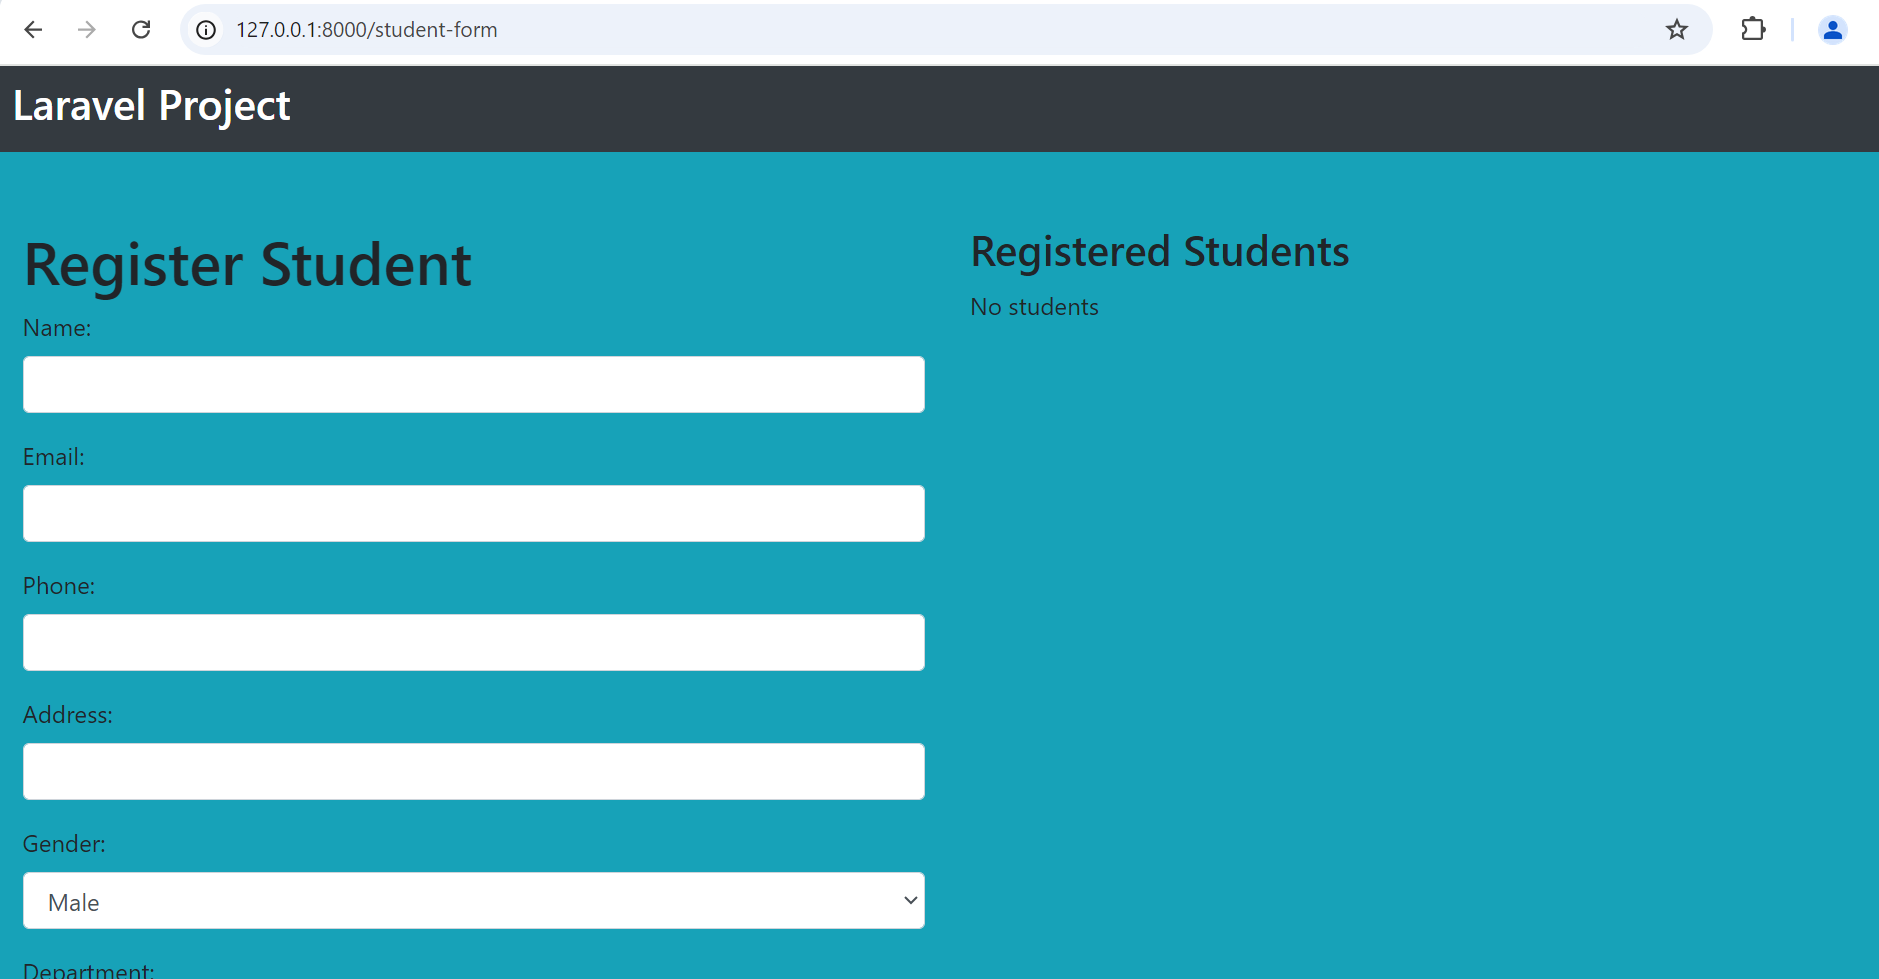 127.0.0.1:8000/student-form
Laravel Project
Register Student
Name:
Email:
Phone:
Address:
Gender:
Male
Department:
Registered Students
No students